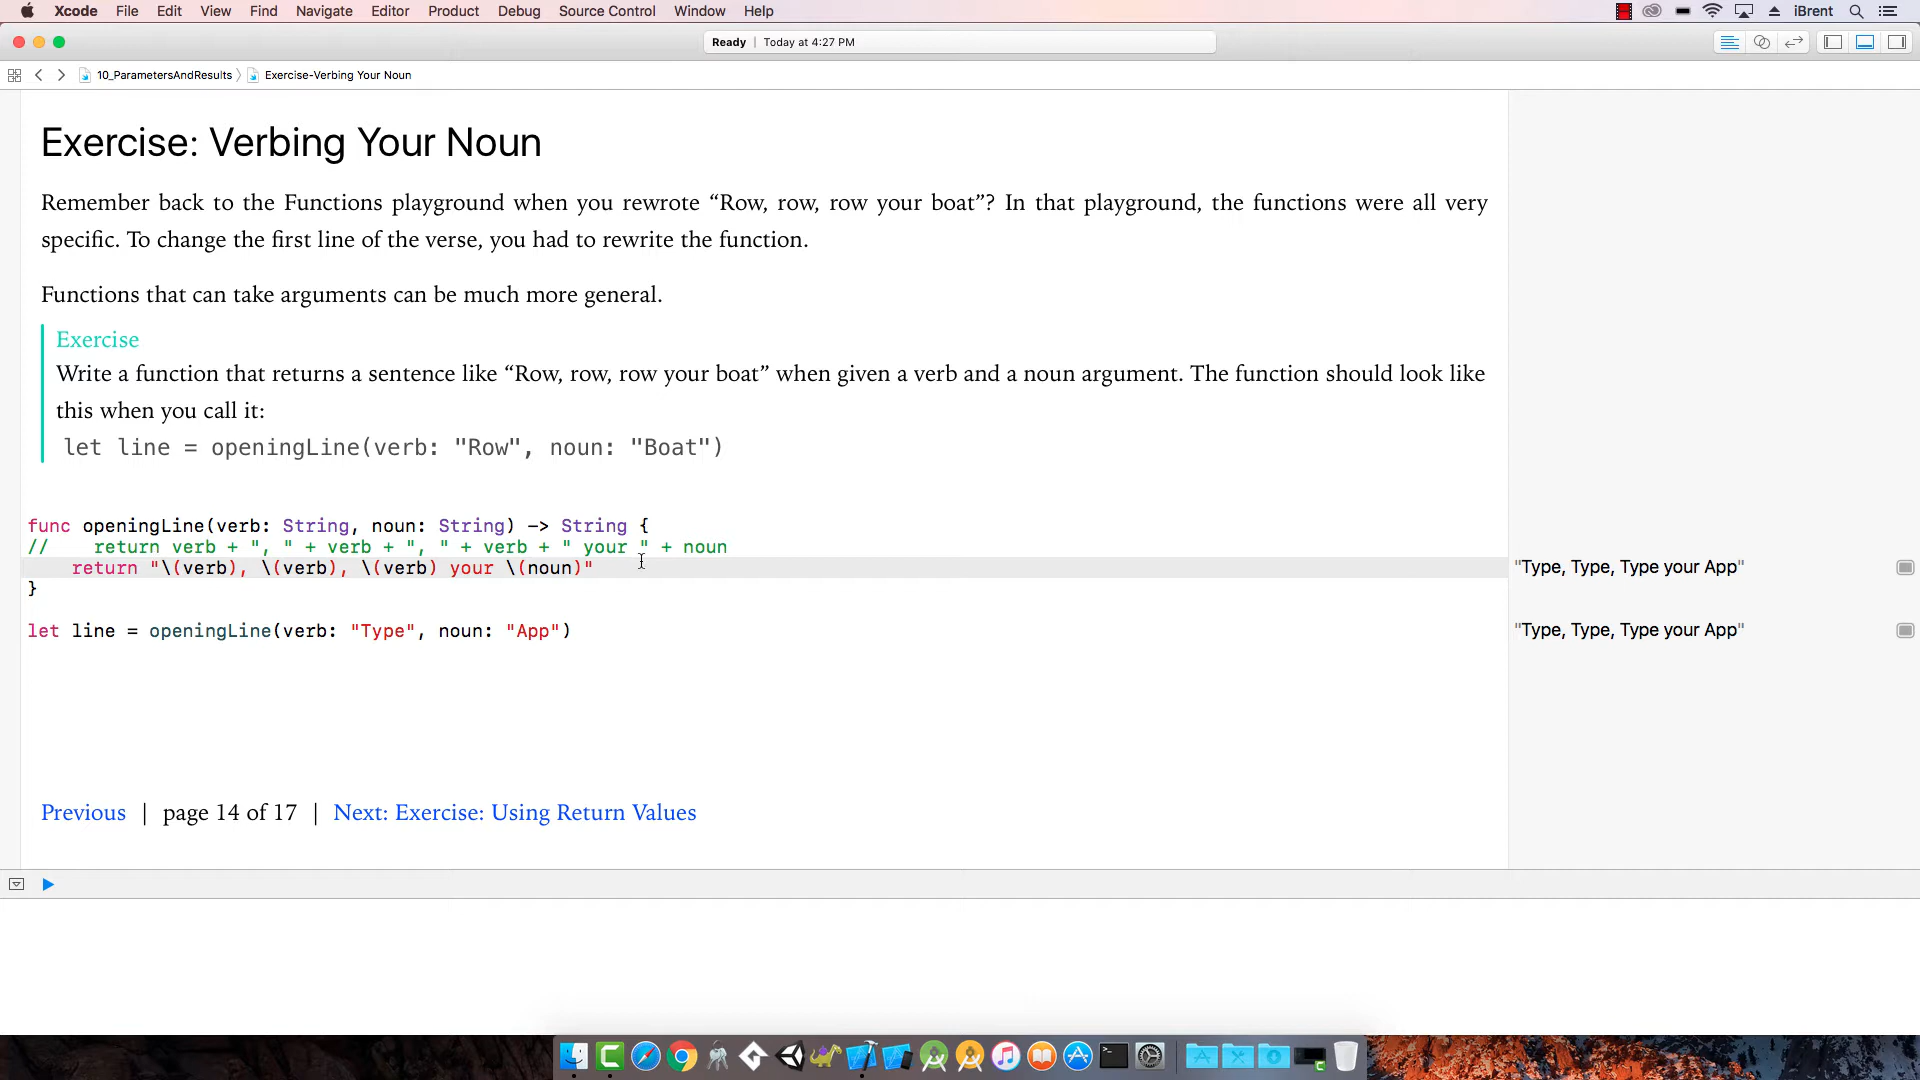 Xcode File Edit View Find Navigate Editor Product Debug Source Control Window Help iBrent
Ready | Today at 4:27 PM
10_ParametersAndResults Exercise-Verbing Your Noun
Exercise: Verbing Your Noun
Remember back to the Functions playground when you rewrote “Row, row, row your boat”? In that playground, the functions were all very
specific. To change the first line of the verse, you had to rewrite the function.
Functions that can take arguments can be much more general.
Exercise
Write a function that returns a sentence like “Row, row, row your boat” when given a verb and a noun argument. The function should look like
this when you call it:
let line = openingLine(verb: "Row", noun: "Boat")
func openingLine(verb: String, noun: String) -> String {
//    return verb + ", " + verb + ", " + verb + " your " + noun
return "\(verb), \(verb), \(verb) your \(noun)"
"Type, Type, Type your App"
}
let line = openingLine(verb: "Type", noun: "App")
"Type, Type, Type your App"
Previous | page 14 of 17 | Next: Exercise: Using Return Values